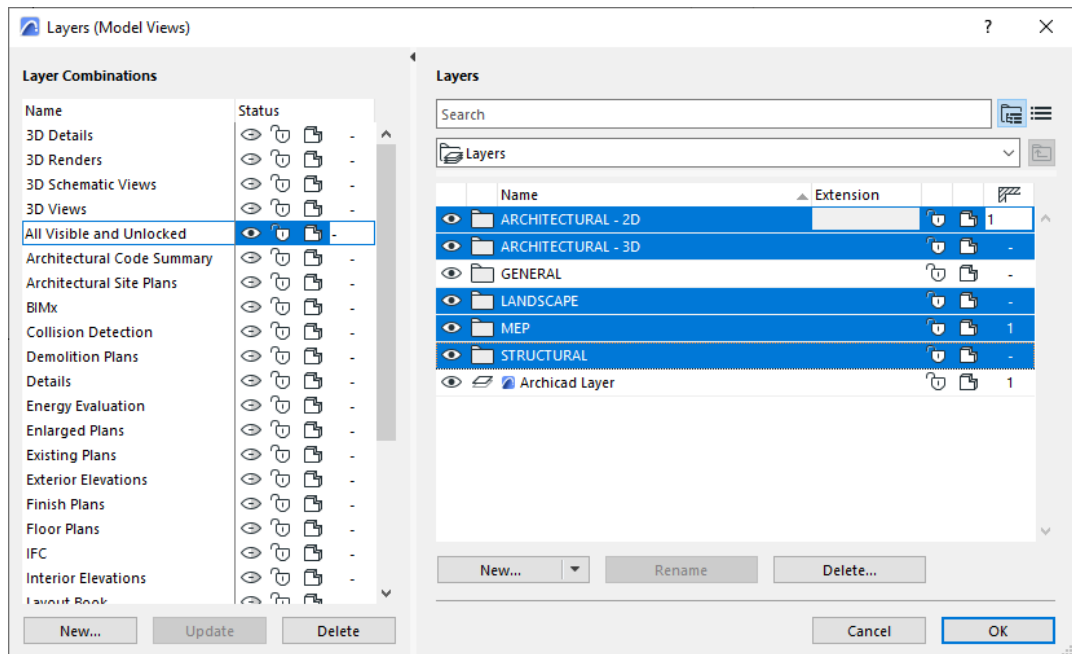 Layers (Model Views) ?
Layer Combinations
Name Status
3D Details -
3D Renders -
3D Schematic Views -
3D Views -
All Visible and Unlocked -
Architectural Code Summary -
Architectural Site Plans -
BIMx -
Collision Detection -
Demolition Plans -
Details -
Energy Evaluation -
Enlarged Plans -
Existing Plans -
Exterior Elevations -
Finish Plans -
Floor Plans -
IFC -
Interior Elevations -
Layout Book
New... Update Delete
Layers
Search
Layers
Name Extension
ARCHITECTURAL - 2D 1
ARCHITECTURAL - 3D -
GENERAL -
LANDSCAPE -
MEP 1
STRUCTURAL -
Archicad Layer 1
New... Rename Delete...
Cancel OK